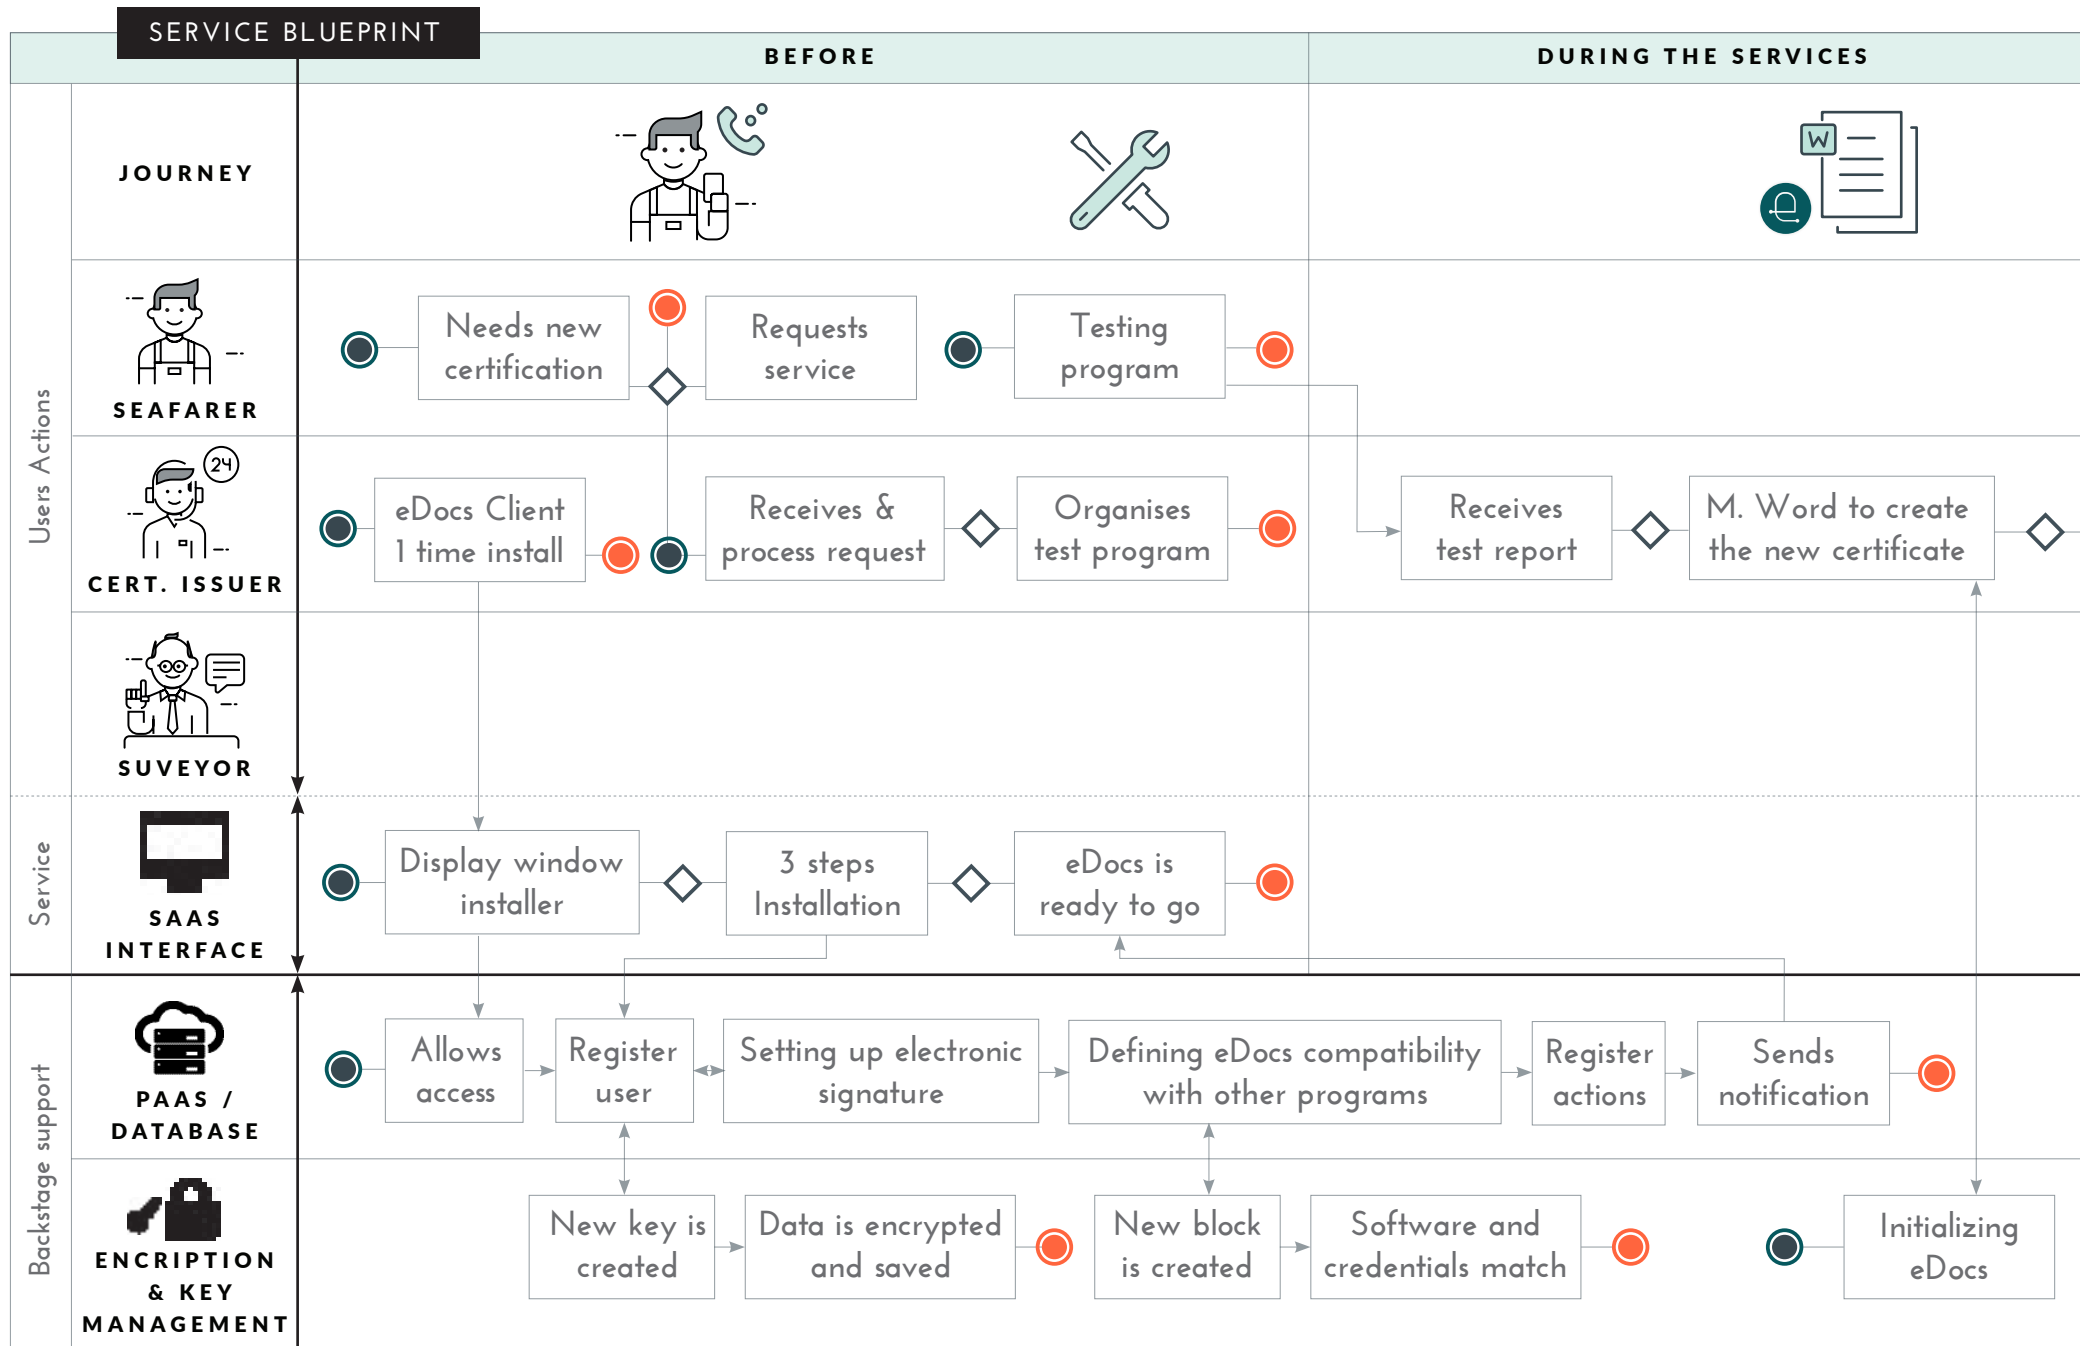 SERVICE BLUEPRINT
BEFORE
DURING THE SERVICES
JOURNEY
W
Users Actions
SEAFARER
Needs new
certification
Requests
service
Testing
program
24
CERT. ISSUER
eDocs Client
1 time install
Receives &
process request
Organises
test program
Receives
test report
M. Word to create
the new certificate
SUVEYOR
Service
SAAS
INTERFACE
Display window
installer
3 steps
Installation
eDocs is
ready to go
Backstage support
PAAS /
DATABASE
Allows
access
Register
user
Setting up electronic
signature
Defining eDocs compatibility
with other programs
Register
actions
Sends
notification
ENCRIPTION
& KEY
MANAGEMENT
New key is
created
Data is encrypted
and saved
New block
is created
Software and
credentials match
Initializing
eDocs